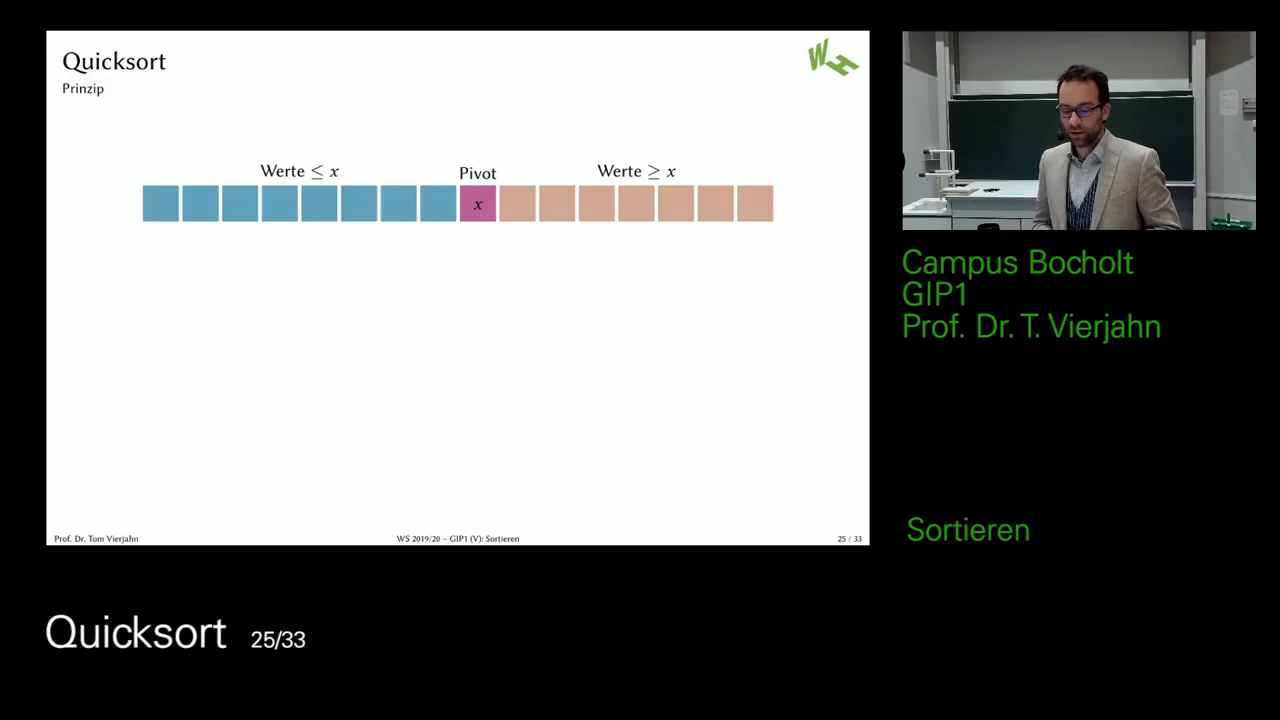 Quicksort
Prinzip
WH
Werte ≤ x
Pivot
Werte ≥ x
x
Prof. Dr. Tom Vierjahn
WS 2019/20 – GIP1 (V): Sortieren
25 / 33
Campus Bocholt
GIP1
Prof. Dr. T. Vierjahn
Sortieren
Quicksort 25/33